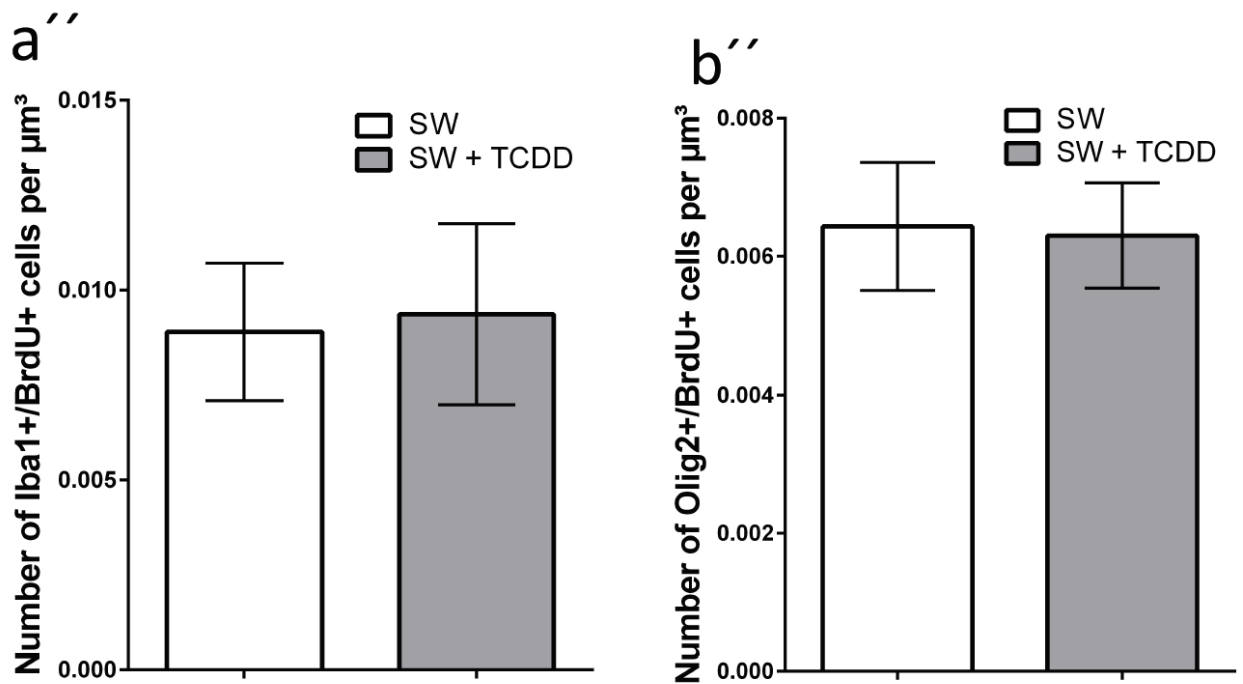 a´´
Number of Iba1+/BrdU+ cells per µm³
0.015
0.010
0.005
0.000
SW
SW + TCDD
b´´
Number of Olig2+/BrdU+ cells per µm³
0.008
0.006
0.004
0.002
0.000
SW
SW + TCDD